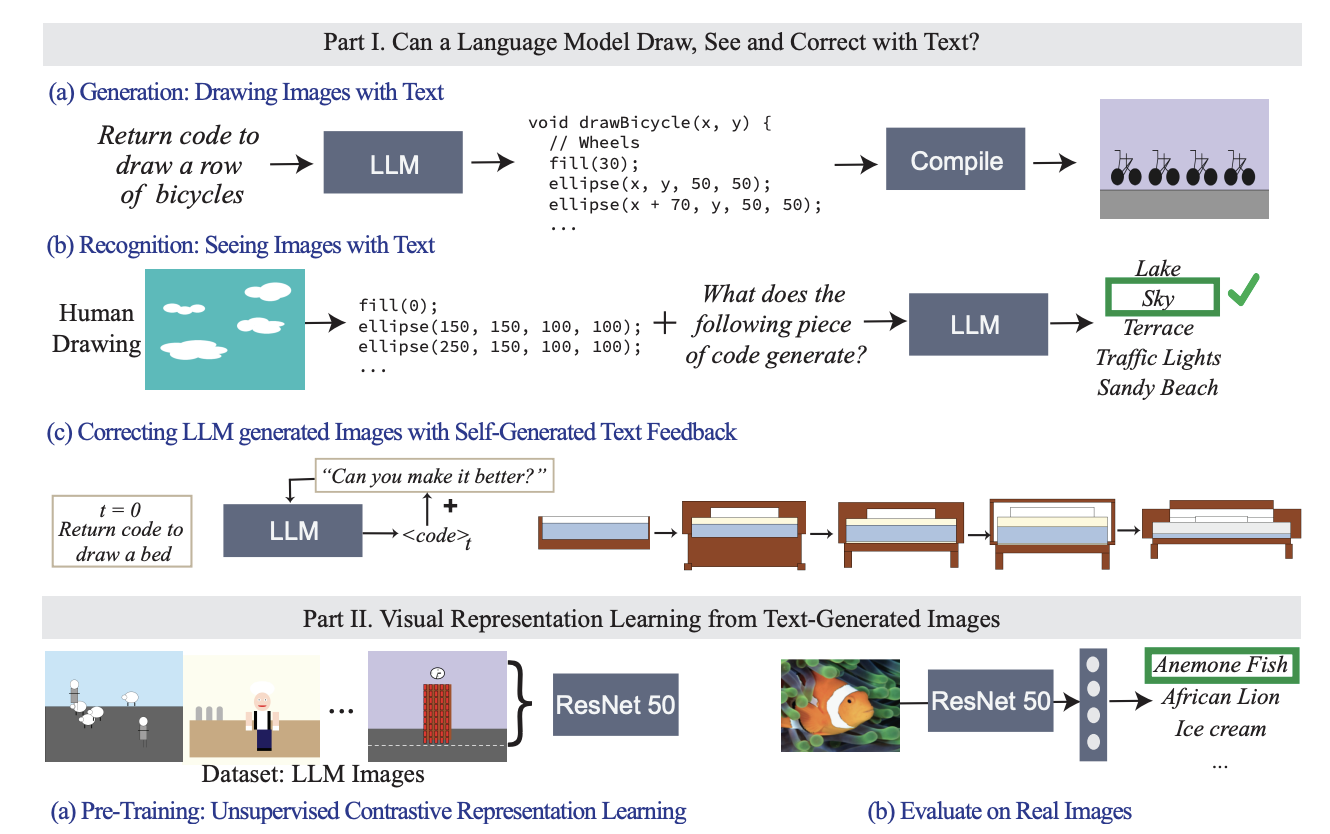 Part I. Can a Language Model Draw, See and Correct with Text?
(a) Generation: Drawing Images with Text
Return code to
draw a row
of bicycles
LLM
void drawBicycle(x, y) {
// Wheels
fill(30);
ellipse(x, y, 50, 50);
ellipse(x + 70, y, 50, 50);
...
Compile
(b) Recognition: Seeing Images with Text
Human
Drawing
fill(0);
ellipse(150, 150, 100, 100);
ellipse(250, 150, 100, 100);
...
+
What does the
following piece
of code generate?
LLM
Lake
Sky
Terrace
Traffic Lights
Sandy Beach
(c) Correcting LLM generated Images with Self-Generated Text Feedback
t = 0
Return code to
draw a bed
LLM
“Can you make it better?”
+
<code>t
Part II. Visual Representation Learning from Text-Generated Images
...
ResNet 50
Dataset: LLM Images
(a) Pre-Training: Unsupervised Contrastive Representation Learning
ResNet 50
Anemone Fish
African Lion
Ice cream
...
(b) Evaluate on Real Images